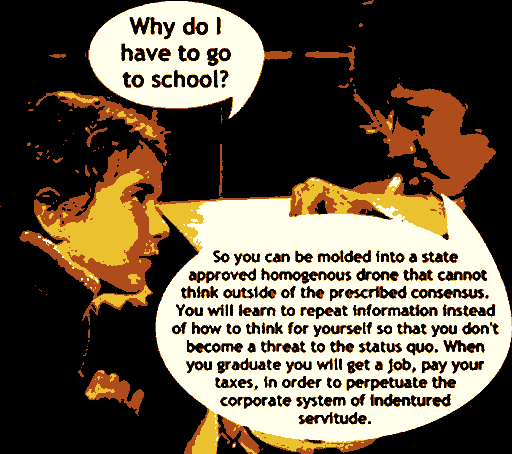 Why do I
have to go
to school?
So you can be molded into a state
approved homogenous drone that cannot
think outside of the prescribed consensus.
You will learn to repeat information instead
of how to think for yourself so that you don't
become a threat to the status quo. When
you graduate you will get a job, pay your
taxes, in order to perpetuate the
corporate system of indentured
servitude.